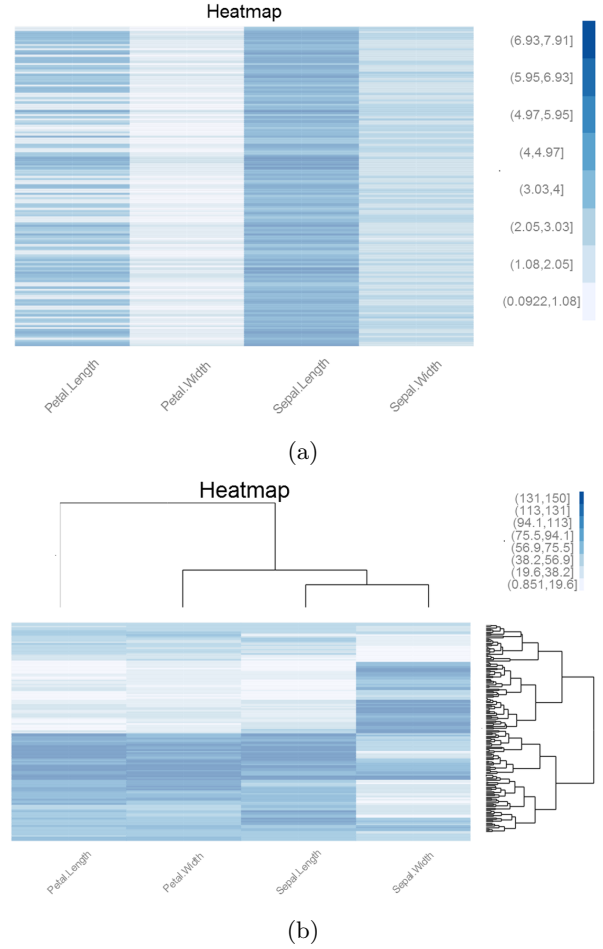 Heatmap
(6.93,7.91]
(5.95,6.93]
(4.97,5.95]
(4,4.97]
(3.03,4]
(2.05,3.03]
(1.08,2.05]
(0.0922,1.08]
Petal.Length
Petal.Width
Sepal.Length
Sepal.Width
(a)
Heatmap
(131,150]
(113,131]
(94.1,113]
(75.5,94.1]
(56.9,75.5]
(38.2,56.9]
(19.6,38.2]
(0.851,19.6]
Petal.Length
Petal.Width
Sepal.Length
Sepal.Width
(b)